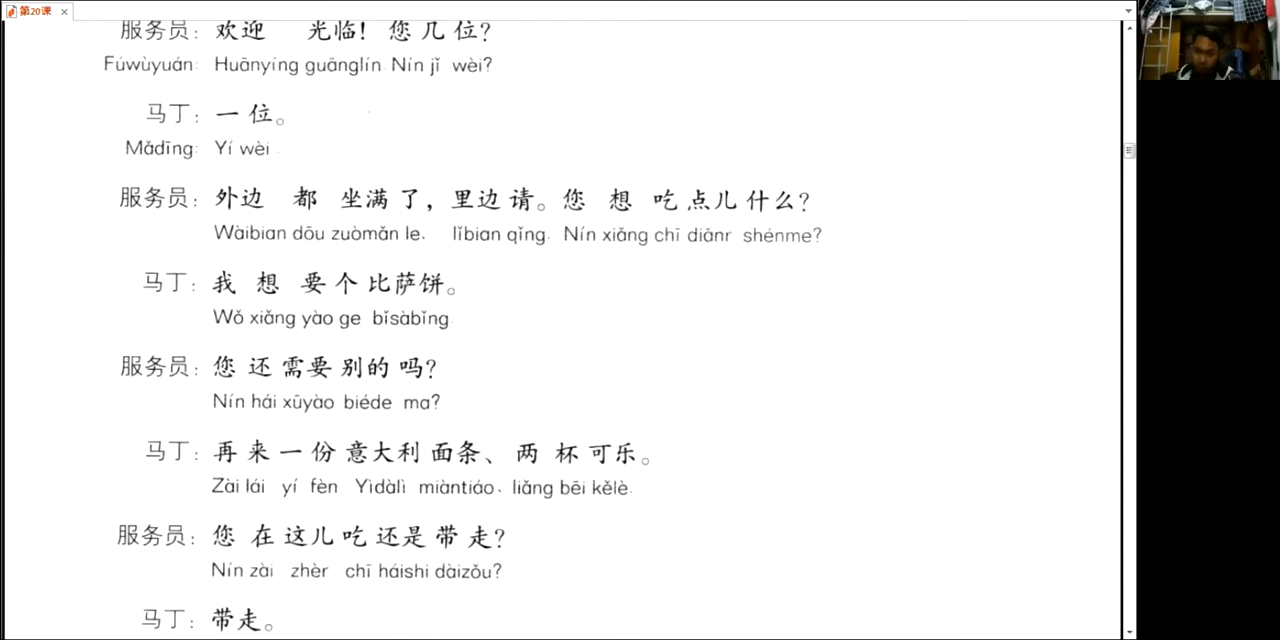 第20课
服务员：欢迎 光临！ 您 几 位？
Fúwùyuán: Huānyíng guānglín. Nín jǐ wèi?
马丁：一 位。
Mǎdīng: Yí wèi.
服务员：外边 都 坐满 了，里边 请。您 想 吃 点儿 什么？
Wàibian dōu zuòmǎn le, lǐbian qǐng. Nín xiǎng chī diǎnr shénme?
马丁：我 想 要 个 比萨饼。
Wǒ xiǎng yào ge bǐsàbǐng.
服务员：您 还 需要 别的 吗？
Nín hái xūyào biéde ma?
马丁：再 来 一 份 意大利 面条、 两 杯 可乐。
Zài lái yí fèn Yìdàlì miàntiáo、liǎng bēi kělè.
服务员：您 在 这儿 吃 还是 带 走？
Nín zài zhèr chī háishi dàizǒu?
马丁：带走。